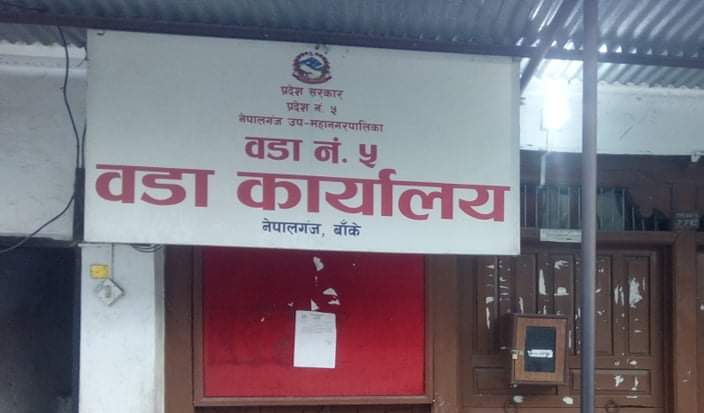 प्रदेश सरकार
प्रदेश नं. ५
नेपालगंज उप-महानगरपालिका
वडा नं. ५
वडा कार्यालय
नेपालगंज, बाँके